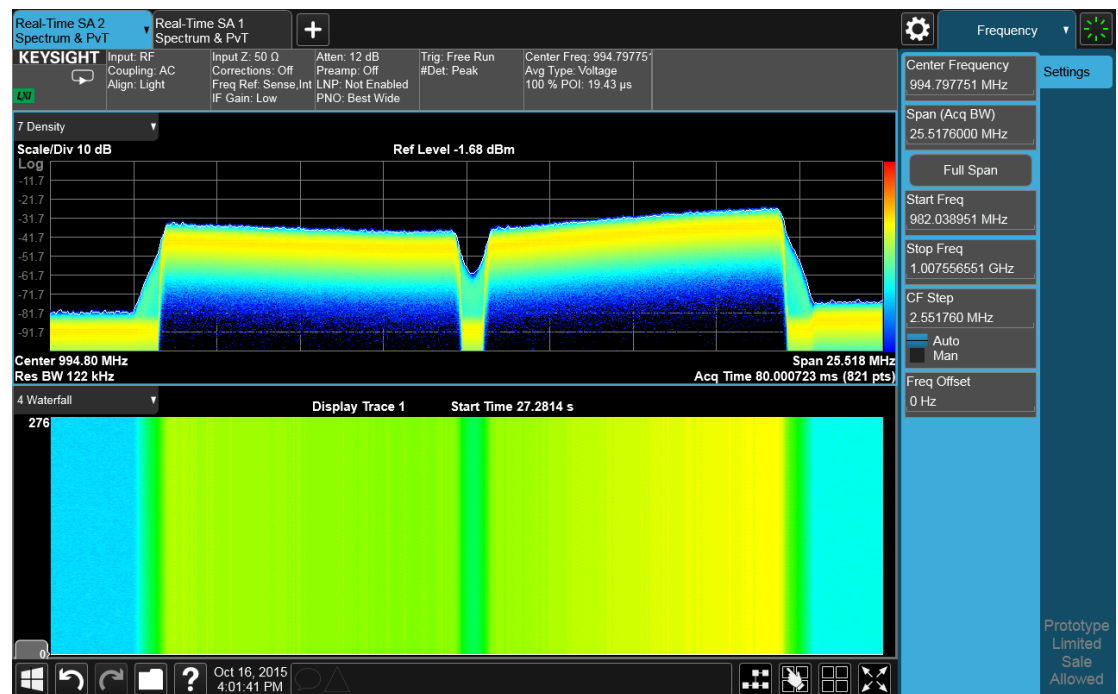 Real-Time SA 2
Spectrum & PvT
Real-Time SA 1
Spectrum & PvT
Frequency
KEYSIGHT
LXI
Input: RF
Coupling: AC
Align: Light
Input Z: 50 Ω
Corrections: Off
Freq Ref: Sense,Int
IF Gain: Low
Atten: 12 dB
Preamp: Off
LNP: Not Enabled
PNO: Best Wide
Trig: Free Run
#Det: Peak
Center Freq: 994.79775
Avg Type: Voltage
100 % POI: 19.43 µs
7 Density
Scale/Div 10 dB
Ref Level -1.68 dBm
Log
-11.7
-21.7
-31.7
-41.7
-51.7
-61.7
-71.7
-81.7
-91.7
Center 994.80 MHz
Span 25.518 MHz
Res BW 122 kHz
Acq Time 80.000723 ms (821 pts)
4 Waterfall
Display Trace 1
Start Time 27.2814 s
276
0
Oct 16, 2015
4:01:41 PM
Center Frequency
994.797751 MHz
Span (Acq BW)
25.5176000 MHz
Full Span
Start Freq
982.038951 MHz
Stop Freq
1.007556551 GHz
CF Step
2.551760 MHz
Auto
Man
Freq Offset
0 Hz
Settings
Prototype
Limited
Sale
Allowed